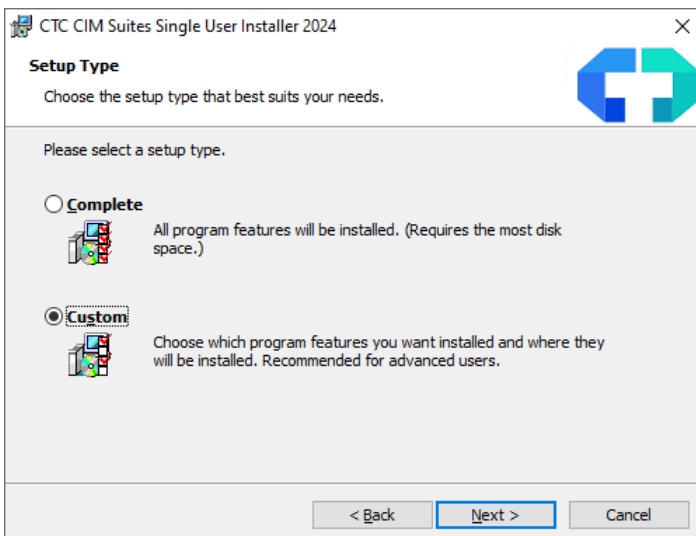 CTC CIM Suites Single User Installer 2024
Setup Type
Choose the setup type that best suits your needs.
Please select a setup type.
Complete
All program features will be installed. (Requires the most disk
space.)
Custom
Choose which program features you want installed and where they
will be installed. Recommended for advanced users.
< Back
Next >
Cancel